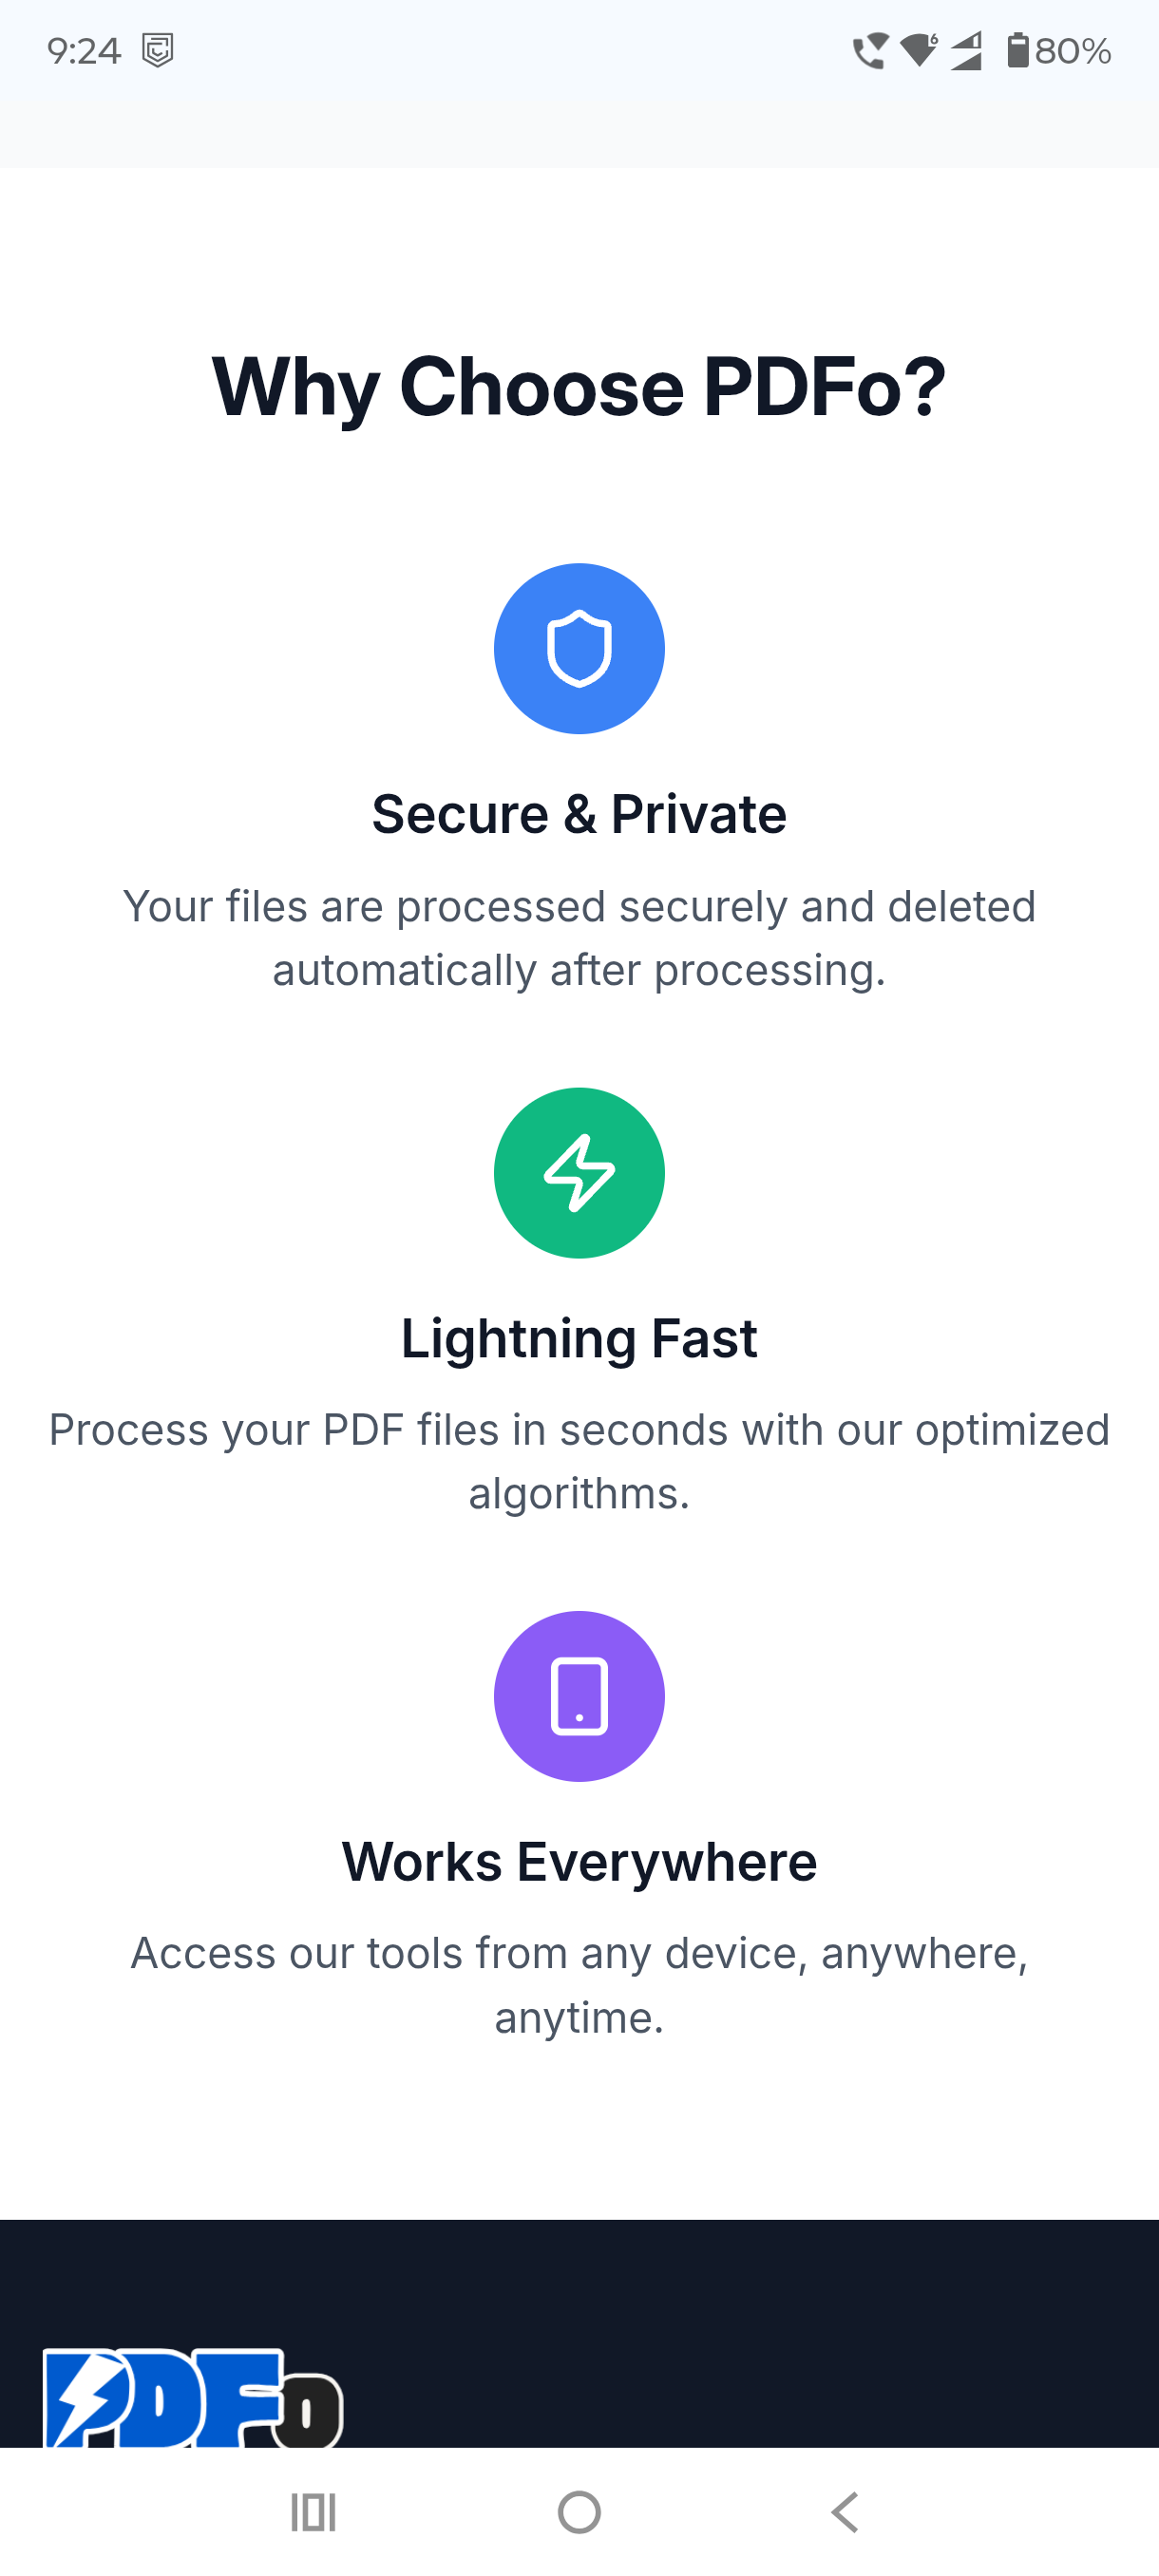 9:24
6
80%
Why Choose PDFo?
Secure & Private
Your files are processed securely and deleted
automatically after processing.
Lightning Fast
Process your PDF files in seconds with our optimized
algorithms.
Works Everywhere
Access our tools from any device, anywhere,
anytime.
PDFo